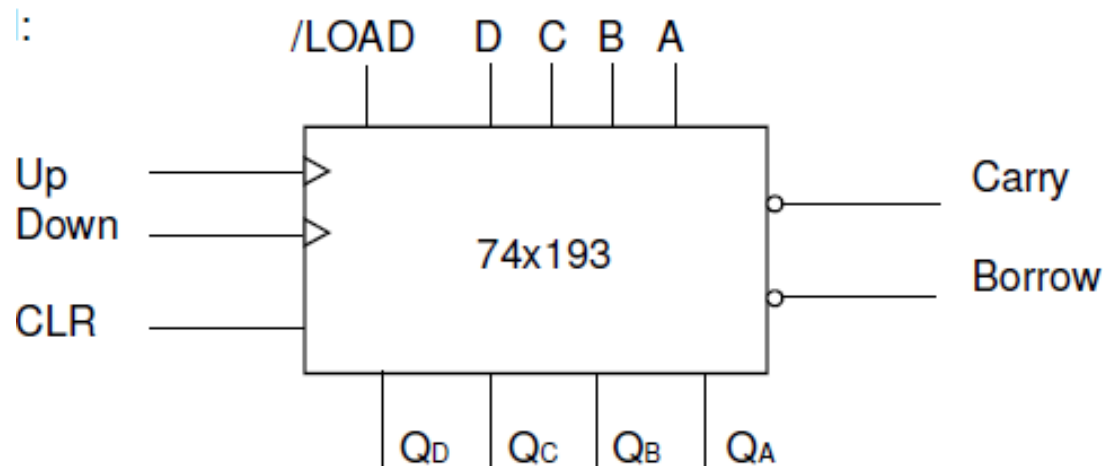 :
/LOAD D C B A
Up
Down
CLR
74x193
Carry
Borrow
QD QC QB QA